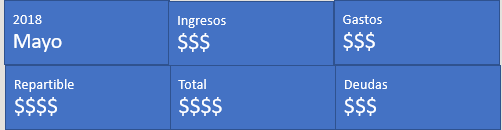 2018
Mayo
Ingresos
$$$
Gastos
$$$
Repartible
$$$$
Total
$$$$
Deudas
$$$